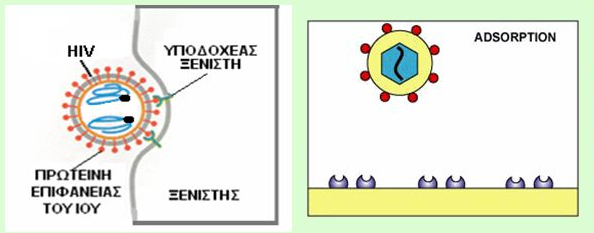 HIV
ΥΠΟΔΟΧΕΑΣ
ΞΕΝΙΣΤΗ
ΠΡΩΤΕΙΝΗ
ΕΠΙΦΑΝΕΙΑΣ
ΤΟΥ ΙΟΥ
ΞΕΝΙΣΤΗΣ
ADSORPTION